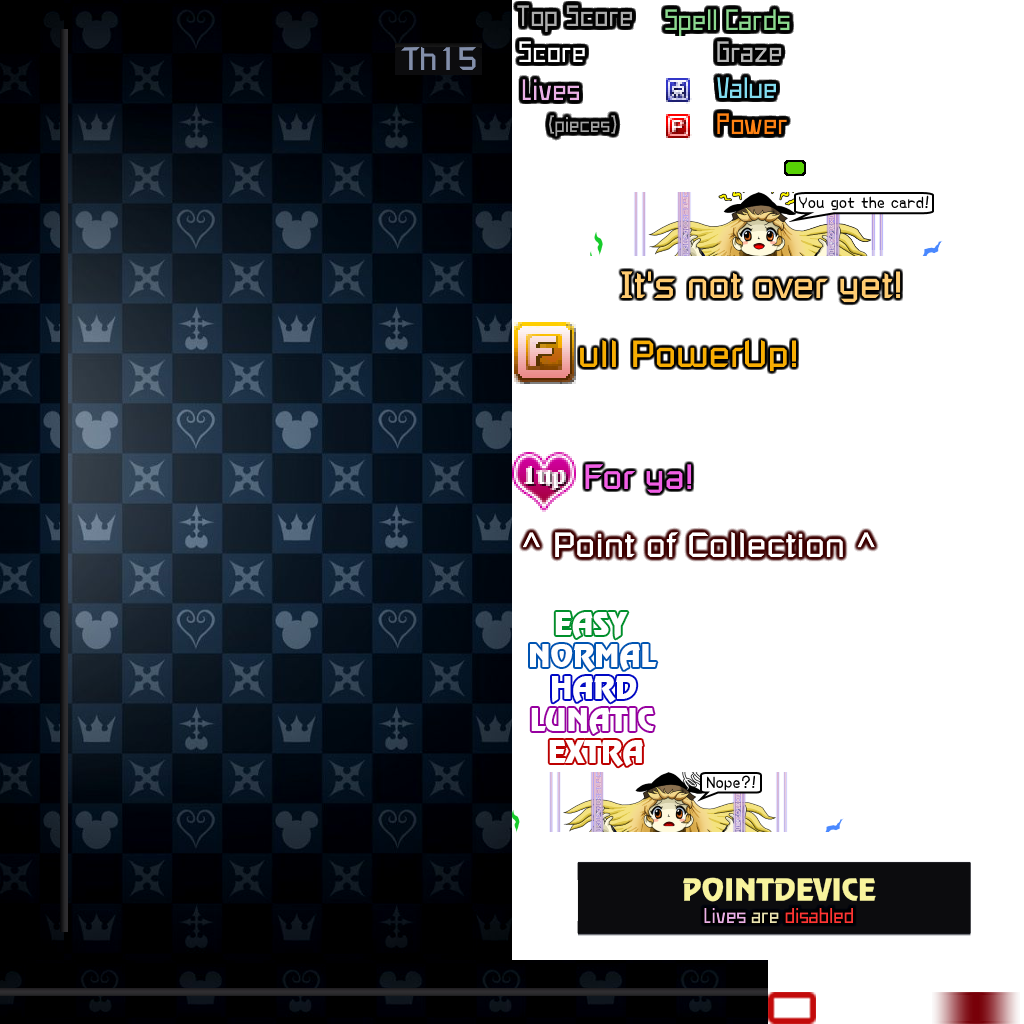 Th15
Top Score
Spell Cards
Score
Graze
Lives
Value
(pieces)
P
Power
You got the card!
It's not over yet!
Full PowerUp!
1up For ya!
^ Point of Collection ^
EASY
NORMAL
HARD
LUNATIC
EXTRA
Nope?!
POINTDEVICE
Lives are disabled